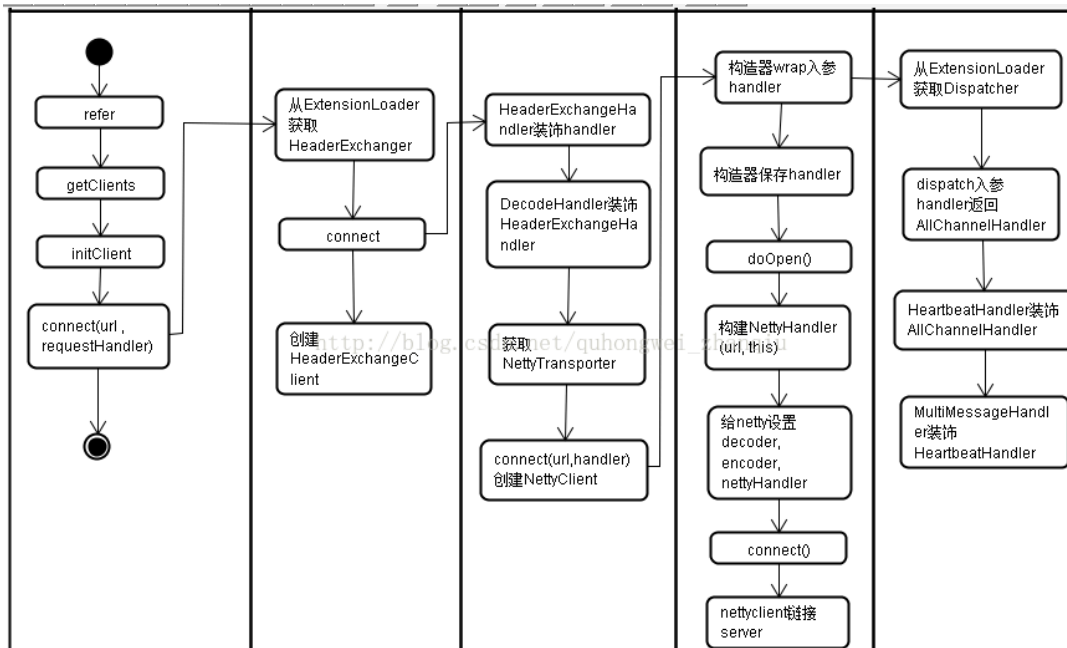 refer
getClients
initClient
connect(url ,
requestHandler)
从ExtensionLoader
获取
HeaderExchanger
connect
创建
HeaderExchangeC
lient
HeaderExchangeHa
ndler装饰handler
DecodeHandler装饰
HeaderExchangeHa
ndler
获取
NettyTransporter
connect(url,handler)
创建NettyClient
构造器wrap入参
handler
构造器保存handler
doOpen()
构建NettyHandler
(url, this)
给netty设置
decoder,
encoder,
nettyHandler
connect()
nettyclient链接
server
从ExtensionLoader
获取Dispatcher
dispatch入参
handler返回
AllChannelHandler
HeartbeatHandler装饰
AllChannelHandler
MultiMessageHandl
er装饰
HeartbeatHandler